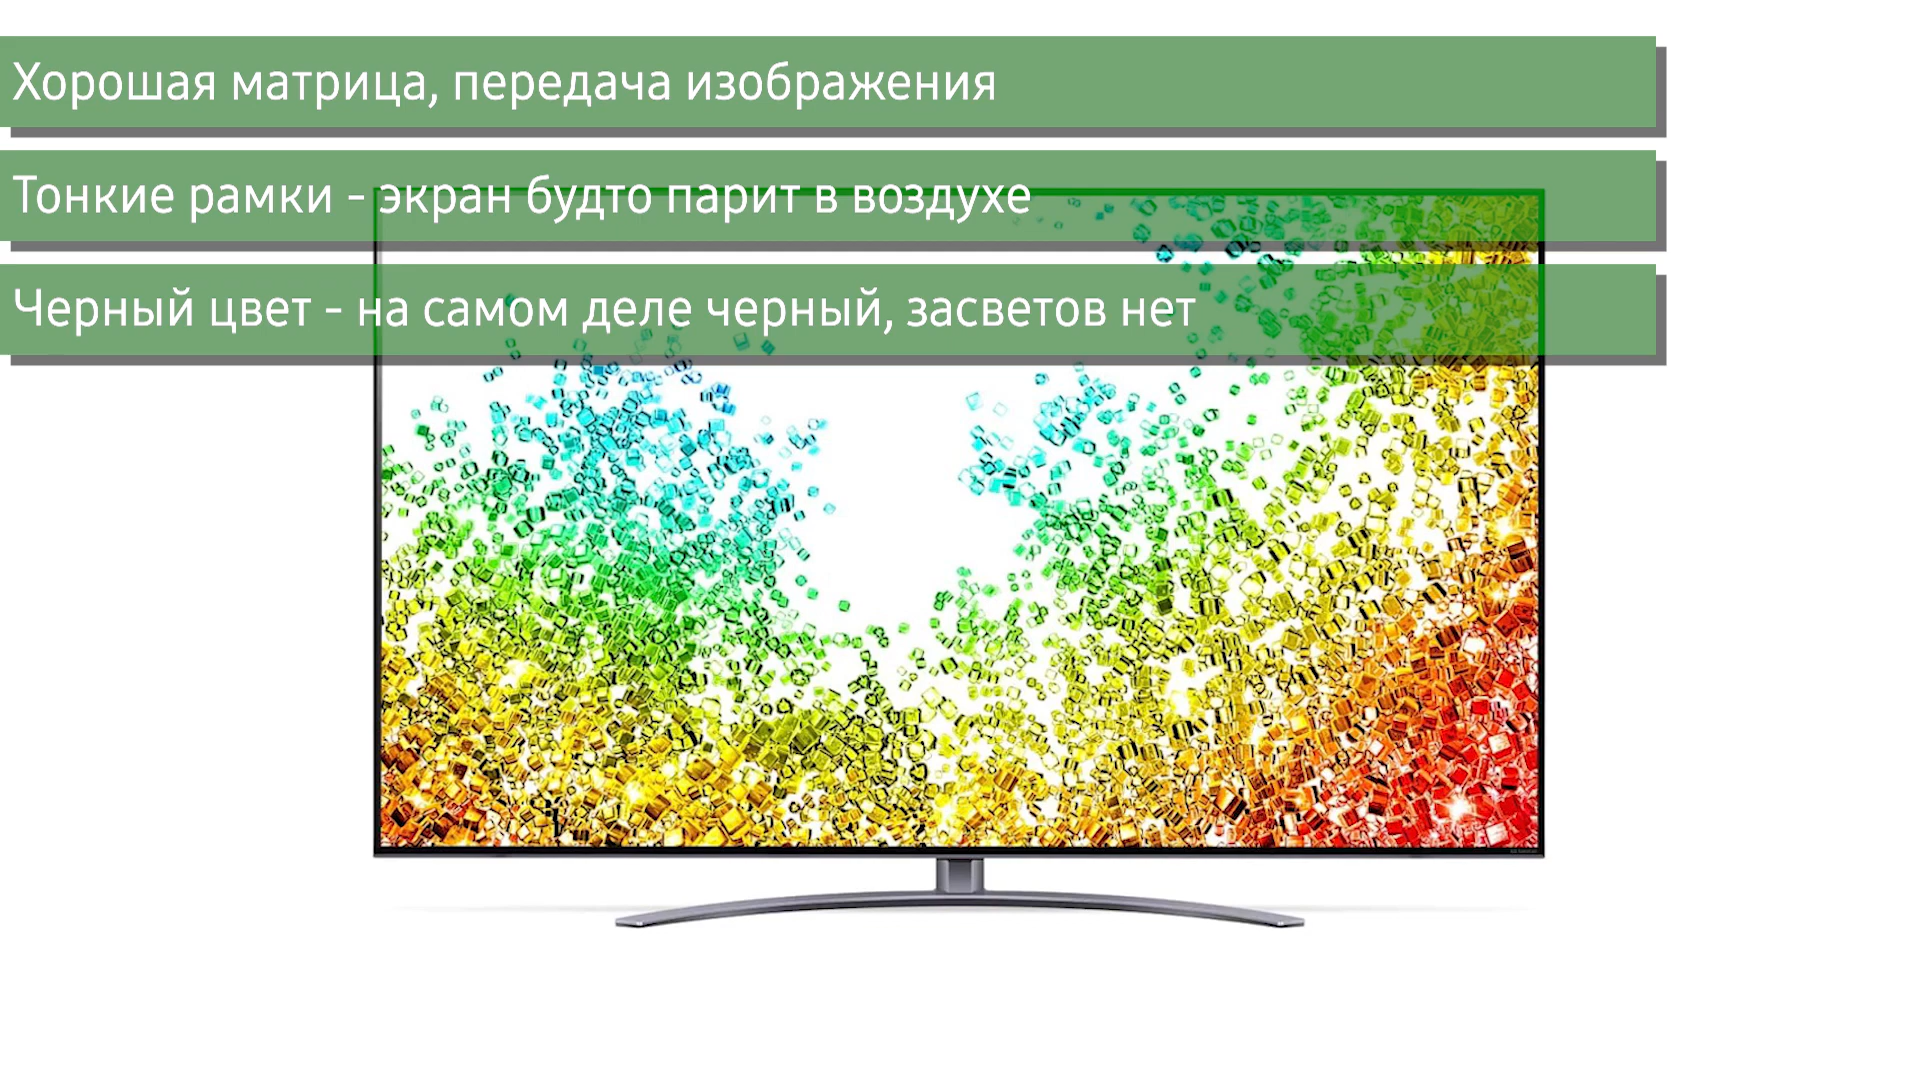 Хорошая матрица, передача изображения
Тонкие рамки - экран будто парит в воздухе
Черный цвет - на самом деле черный, засветов нет